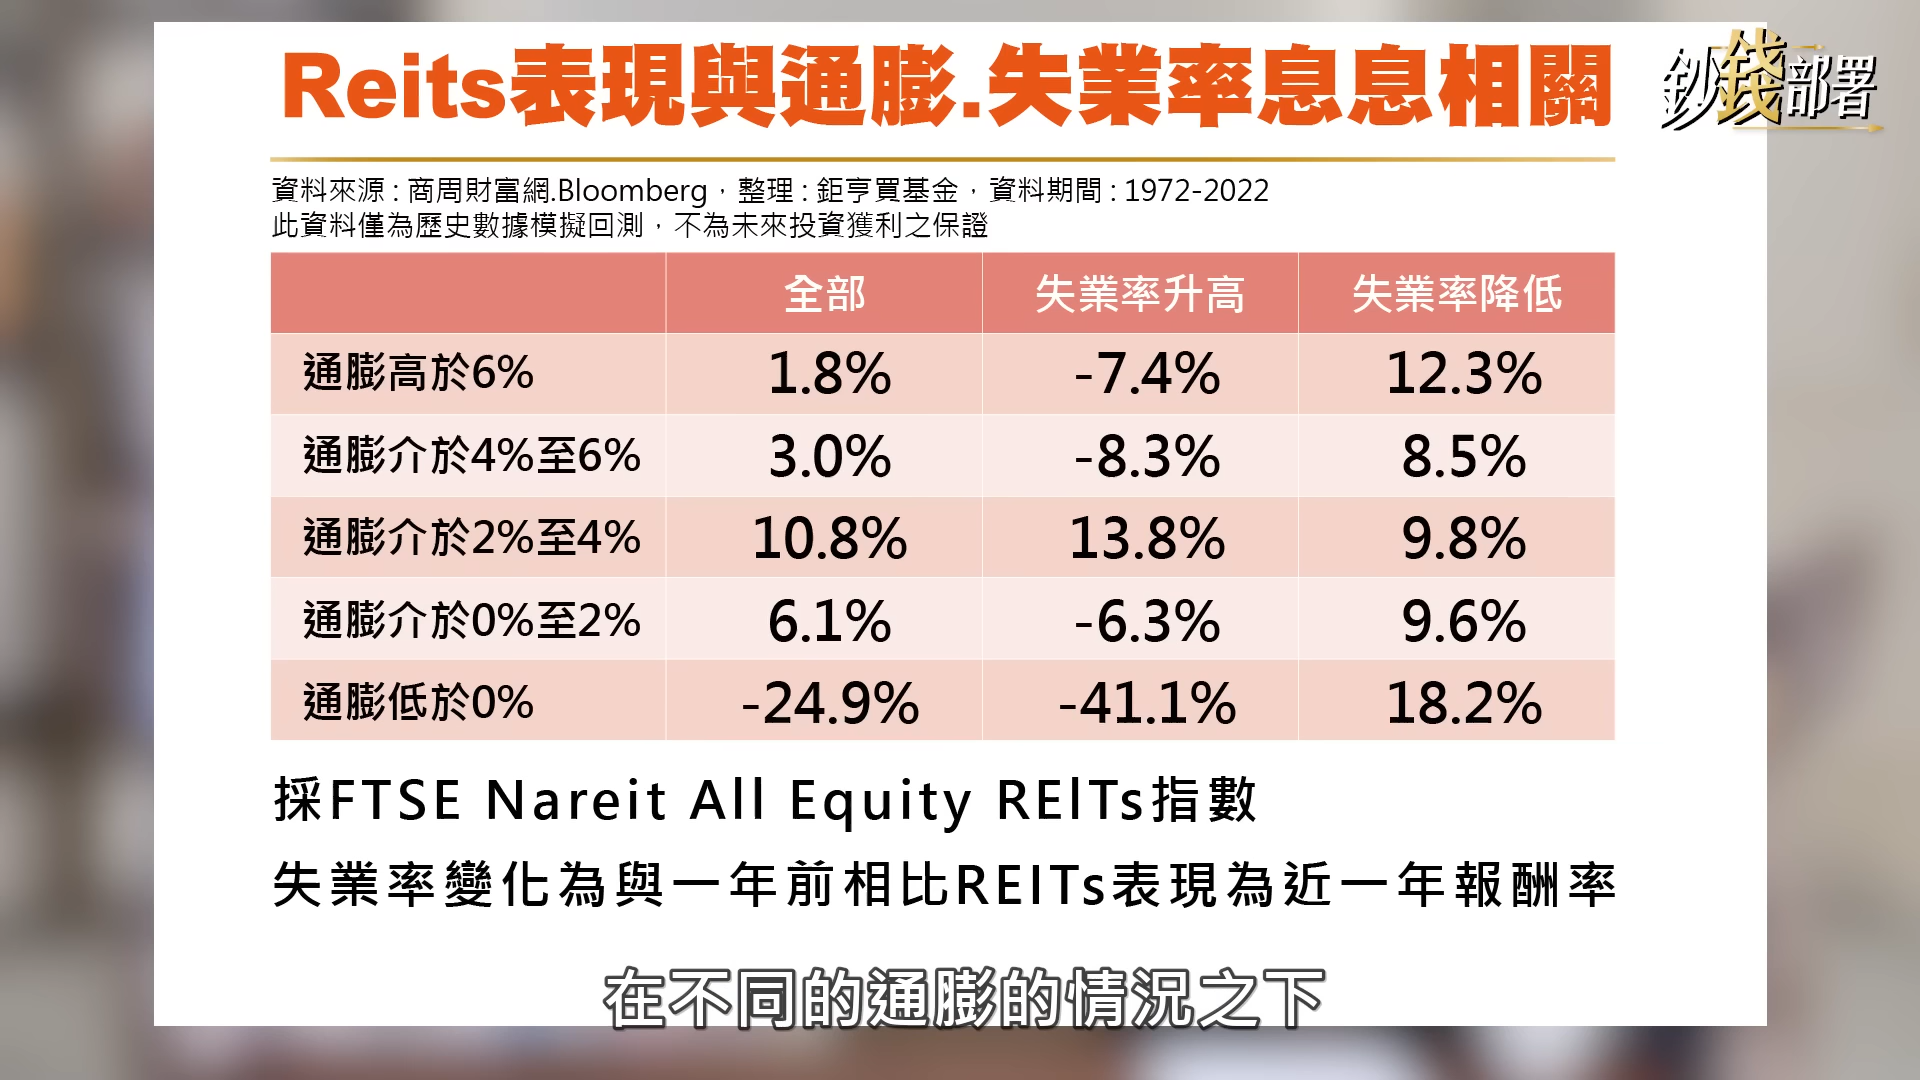 Reits表現與通膨.失業率息息相關
鈔錢部署
資料來源:商周財富網.Bloomberg，整理:鉅亨買基金，資料期間:1972-2022
此資料僅為歷史數據模擬回測，不為未來投資獲利之保證
全部 失業率升高 失業率降低
通膨高於6% 1.8% -7.4% 12.3%
通膨介於4%至6% 3.0% -8.3% 8.5%
通膨介於2%至4% 10.8% 13.8% 9.8%
通膨介於0%至2% 6.1% -6.3% 9.6%
通膨低於0% -24.9% -41.1% 18.2%
採FTSE Nareit All Equity RElTs指數
失業率變化為與一年前相比REITs表現為近一年報酬率
在不同的通膨的情況之下